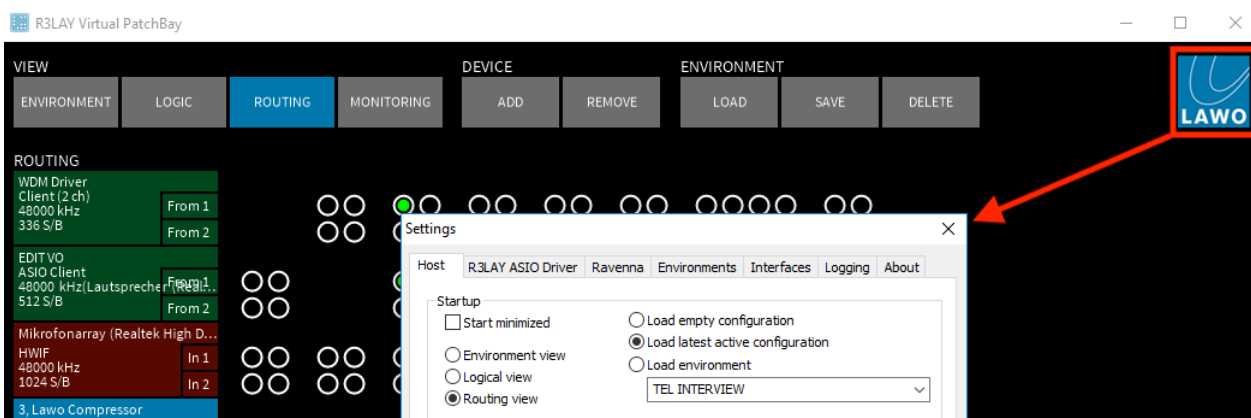 R3LAY Virtual PatchBay
VIEW
DEVICE
ENVIRONMENT
ENVIRONMENT
LOGIC
ROUTING
MONITORING
ADD
REMOVE
LOAD
SAVE
DELETE
LAWO
ROUTING
WDM Driver
Client (2 ch)
48000 kHz
336 S/B
From 1
From 2
EDIT VO
ASIO Client
48000 kHz(Lautsprecher (Real...
512 S/B
From 1
From 2
Mikrofonarray (Realtek High D...
HWIF
48000 kHz
1024 S/B
In 1
In 2
3, Lawo Compressor
Settings
Host
R3LAY ASIO Driver
Ravenna
Environments
Interfaces
Logging
About
Startup
Start minimized
Environment view
Logical view
Routing view
Load empty configuration
Load latest active configuration
Load environment
TEL INTERVIEW